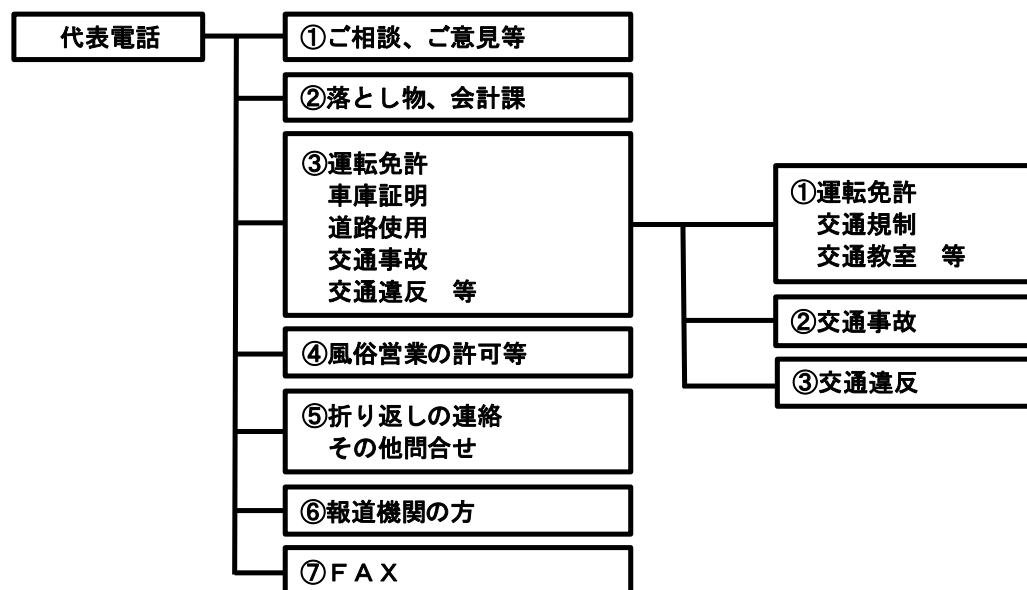 代表電話
①ご相談、ご意見等
②落とし物、会計課
③運転免許
車庫証明
道路使用
交通事故
交通違反　等
①運転免許
交通規制
交通教室　等
②交通事故
③交通違反
④風俗営業の許可等
⑤折り返しの連絡
その他問合せ
⑥報道機関の方
⑦ＦＡＸ